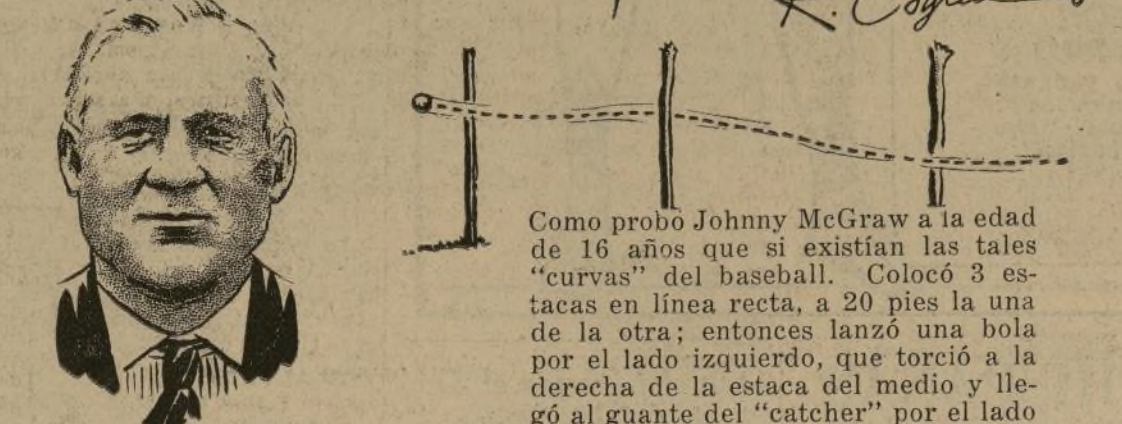 Como probó Johnny McGraw a la edad
de 16 años que si existían las tales
“curvas” del baseball. Colocó 3 es-
tacas en línea recta, a 20 pies la una
de la otra; entonces lanzó una bola
por el lado izquierdo, que torció a la
derecha de la estaca del medio y lle-
gó al guante del “catcher” por el lado